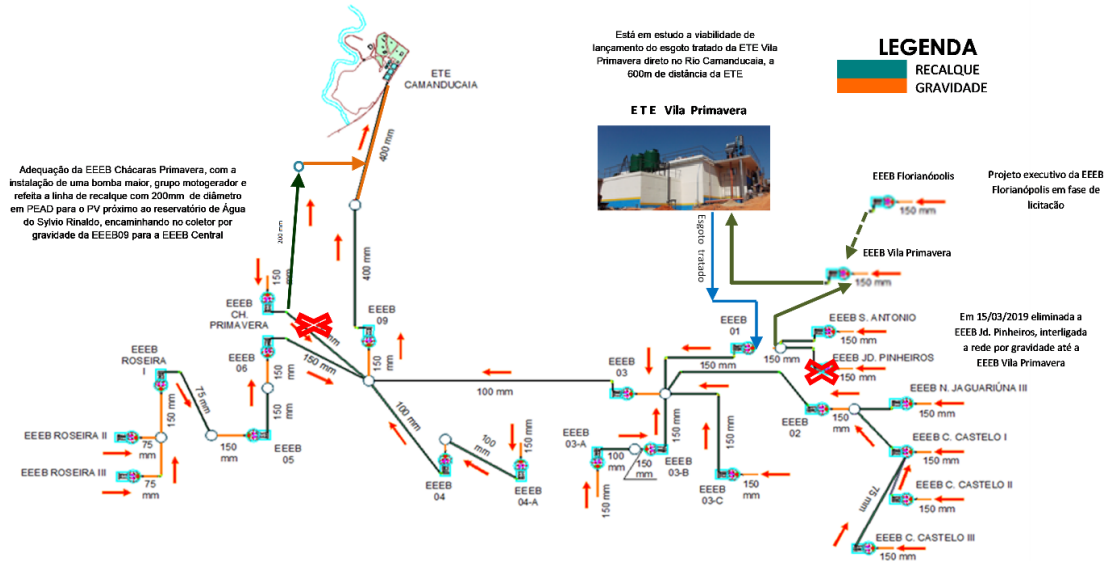 Está em estudo a viabilidade de
lançamento do esgoto tratado da ETE Vila
Primavera direto no Rio Camanducaia, a
600m de distância da ETE
LEGENDA
RECALQUE
GRAVIDADE
ETE
CAMANDUCAIA
ETE Vila Primavera
400 mm
Adequação da EEEB Chácaras Primavera, com a
instalação de uma bomba maior, grupo motogerador e
refeita a linha de recalque com 200mm de diâmetro
em PEAD para o PV próximo ao reservatório de Água
do Sylvio Rinaldo, encaminhando no coletor por
gravidade da EEEB09 para a EEEB Central
EEEB Florianóopolis
150 mm
Projeto executivo da EEEB
Florianópolis em fase de
licitação
200 mm
400 mm
Esgoto tratado
EEEB Vila Primavera
150 mm
150 mm
EEEB
CH.
PRIMAVERA
EEEB
09
150 mm
EEEB
01
150 mm
EEEB S. ANTONIO
150 mm
150 mm
EEEB JD. PINHEIROS
150 mm
Em 15/03/2019 eliminada a
EEEB Jd. Pinheiros, interligada
a rede por gravidade até a
EEEB Vila Primavera
EEEB
ROSEIRA
I
EEEB
06
150 mm
150 mm
75 mm
150 mm
100 mm
EEEB
03
EEEB N. JAGUARIÚNA III
150 mm
EEEB
02
150 mm
EEEB ROSEIRA II
75
mm
150
mm
EEEB
05
100 mm
100
mm
150 mm
EEEB
03-A
100
mm
150
mm
EEEB
03-B
EEEB C. CASTELO I
150 mm
EEEB ROSEIRA III
75
mm
EEEB
04
EEEB
04-A
150 mm
EEEB
03-C
150
mm
EEEB C. CASTELO II
150 mm
75 mm
EEEB C. CASTELO III
150 mm